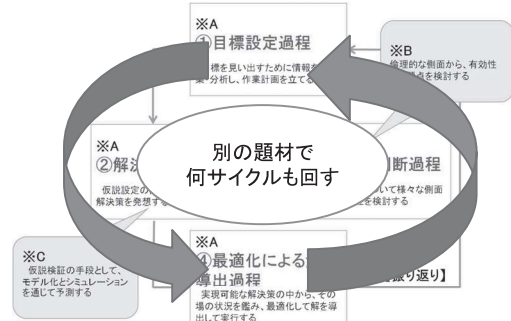 ※A
①目標設定過程
標を見い出すために情報を
・分析し、作業計画を立てる
※B
倫理的な側面から、有効性
点を検討する
※A
②解決
仮説設定の
解決策を発想する
別の題材で
何サイクルも回す
断過程
いて様々な側面
を検討する
※C
仮説検証の手段として、
モデル化とシミュレーション
を通じて予測する
※A
④最適化による
導出過程
実現可能な解決策の中から、その
場の状況を鑑み、最適化して解を導
出して実行する
振り返り】